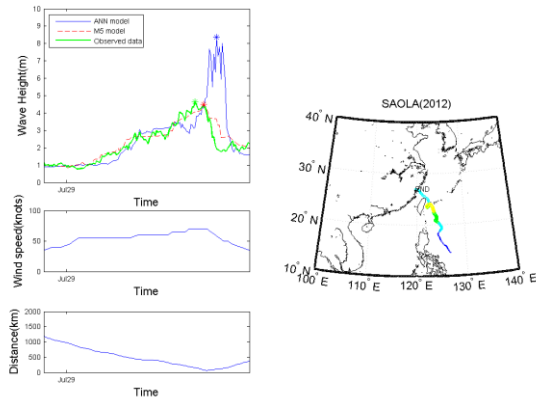 10
9
8
7
6
5
4
3
2
1
0
Wave Height(m)
ANN model
M5 model
Observed data
Jul29
Time
100
50
0
Wind speed(Knots)
Jul29
Time
2000
1500
1000
500
0
Distance(km)
Jul29
Time
SAOLA(2012)
40° N
30° N
20° N
10° N
100° E
110° E
120° E
130° E
140° E